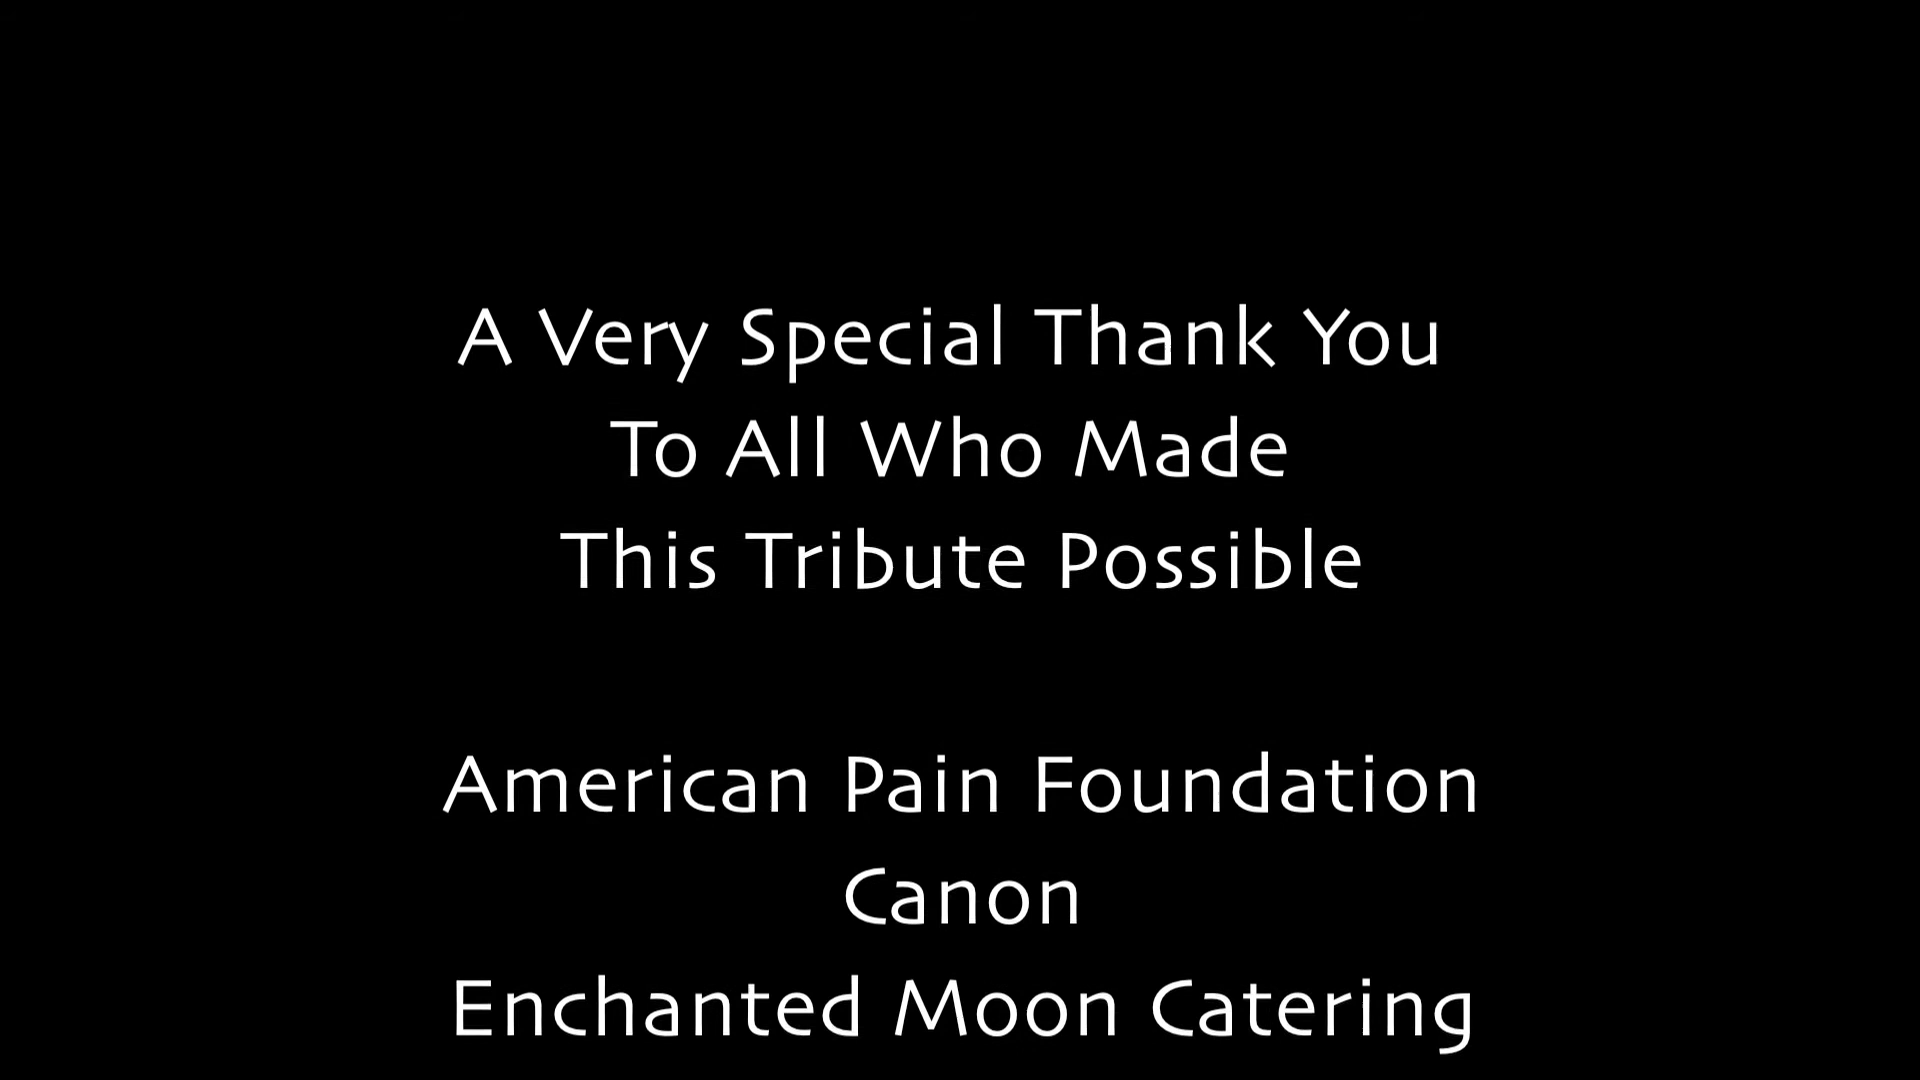 A Very Special Thank You
To All Who Made
This Tribute Possible
American Pain Foundation
Canon
Enchanted Moon Catering